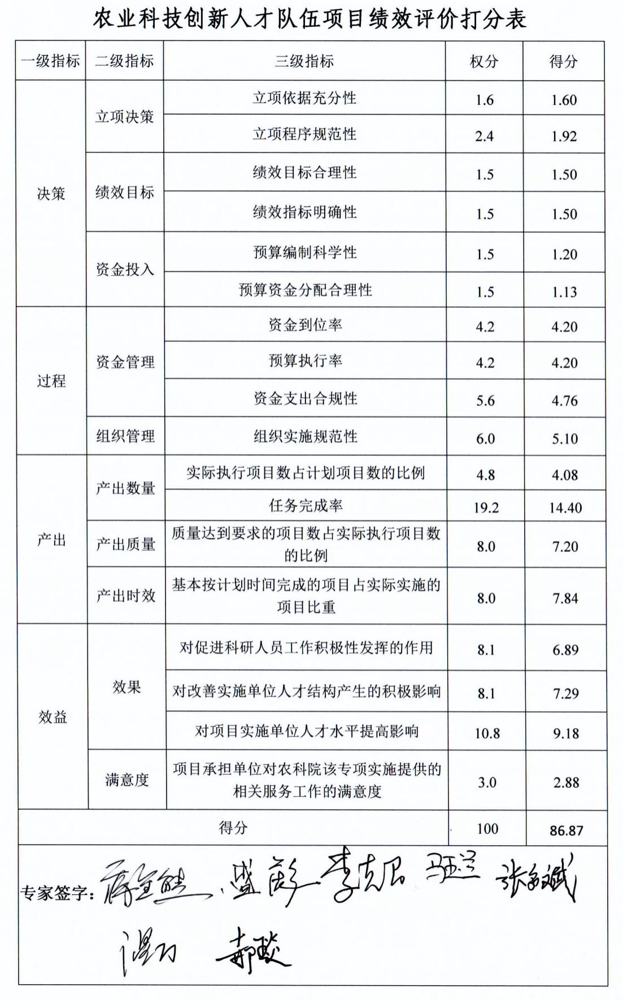 农业科技创新人才队伍项目绩效评价打分表
一级指标 二级指标 三级指标 权分 得分
决策 立项决策 立项依据充分性 1.6 1.60
立项程序规范性 2.4 1.92
绩效目标 绩效目标合理性 1.5 1.50
绩效指标明确性 1.5 1.50
资金投入 预算编制科学性 1.5 1.20
预算资金分配合理性 1.5 1.13
过程 资金管理 资金到位率 4.2 4.20
预算执行率 4.2 4.20
资金支出合规性 5.6 4.76
组织管理 组织实施规范性 6.0 5.10
产出 产出数量 实际执行项目数占计划项目数的比例 4.8 4.08
任务完成率 19.2 14.40
产出质量 质量达到要求的项目数占实际执行项目数
的比例 8.0 7.20
产出时效 基本按计划时间完成的项目占实际实施的
项目比重 8.0 7.84
效益 效果 对促进科研人员工作积极性发挥的作用 8.1 6.89
对改善实施单位人才结构产生的积极影响 8.1 7.29
对项目实施单位人才水平提高影响 10.8 9.18
满意度 项目承担单位对农科院该专项实施提供的
相关服务工作的满意度 3.0 2.88
得分 100 86.87
专家签字：